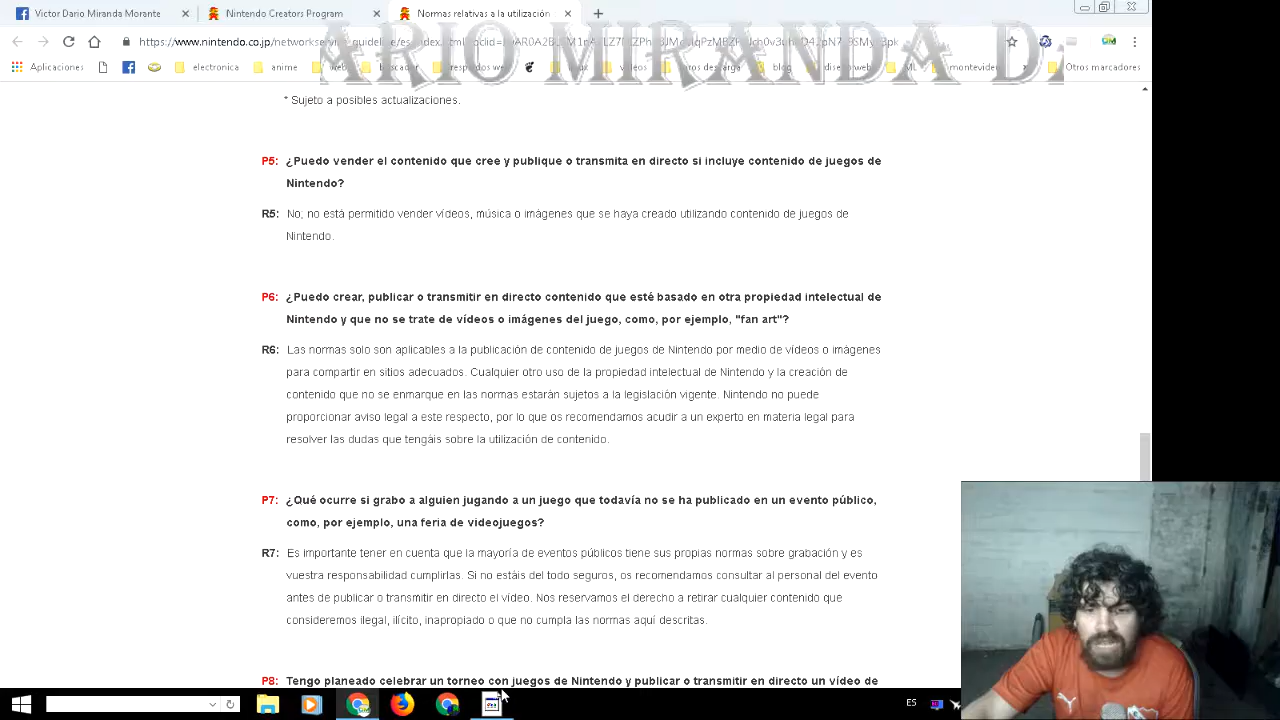 Victor Dario Miranda Morante
Nintendo Creators Program
Normas relativas a la utilización
https://www.nintendo.co.jp/networkserv
ARIO MIRANDA D
Aplicaciones
electronica
anime
blog
montevideo
Otros marcadores
* Sujeto a posibles actualizaciones.
P5: ¿Puedo vender el contenido que cree y publique o transmita en directo si incluye contenido de juegos de
Nintendo?
R5: No; no está permitido vender vídeos, música o imágenes que se haya creado utilizando contenido de juegos de
Nintendo.
P6: ¿Puedo crear, publicar o transmitir en directo contenido que esté basado en otra propiedad intelectual de
Nintendo y que no se trate de vídeos o imágenes del juego, como, por ejemplo, "fan art"?
R6: Las normas solo son aplicables a la publicación de contenido de juegos de Nintendo por medio de vídeos o imágenes
para compartir en sitios adecuados. Cualquier otro uso de la propiedad intelectual de Nintendo y la creación de
contenido que no se enmarque en las normas estarán sujetos a la legislación vigente. Nintendo no puede
proporcionar aviso legal a este respecto, por lo que os recomendamos acudir a un experto en materia legal para
resolver las dudas que tengáis sobre la utilización de contenido.
P7: ¿Qué ocurre si grabo a alguien jugando a un juego que todavía no se ha publicado en un evento público,
como, por ejemplo, una feria de videojuegos?
R7: Es importante tener en cuenta que la mayoría de eventos públicos tiene sus propias normas sobre grabación y es
vuestra responsabilidad cumplirlas. Si no estáis del todo seguros, os recomendamos consultar al personal del evento
antes de publicar o transmitir en directo el vídeo. Nos reservamos el derecho a retirar cualquier contenido que
consideremos ilegal, ilícito, inapropiado o que no cumpla las normas aquí descritas.
P8: Tengo planeado celebrar un torneo con juegos de Nintendo y publicar o transmitir en directo un vídeo de
ES